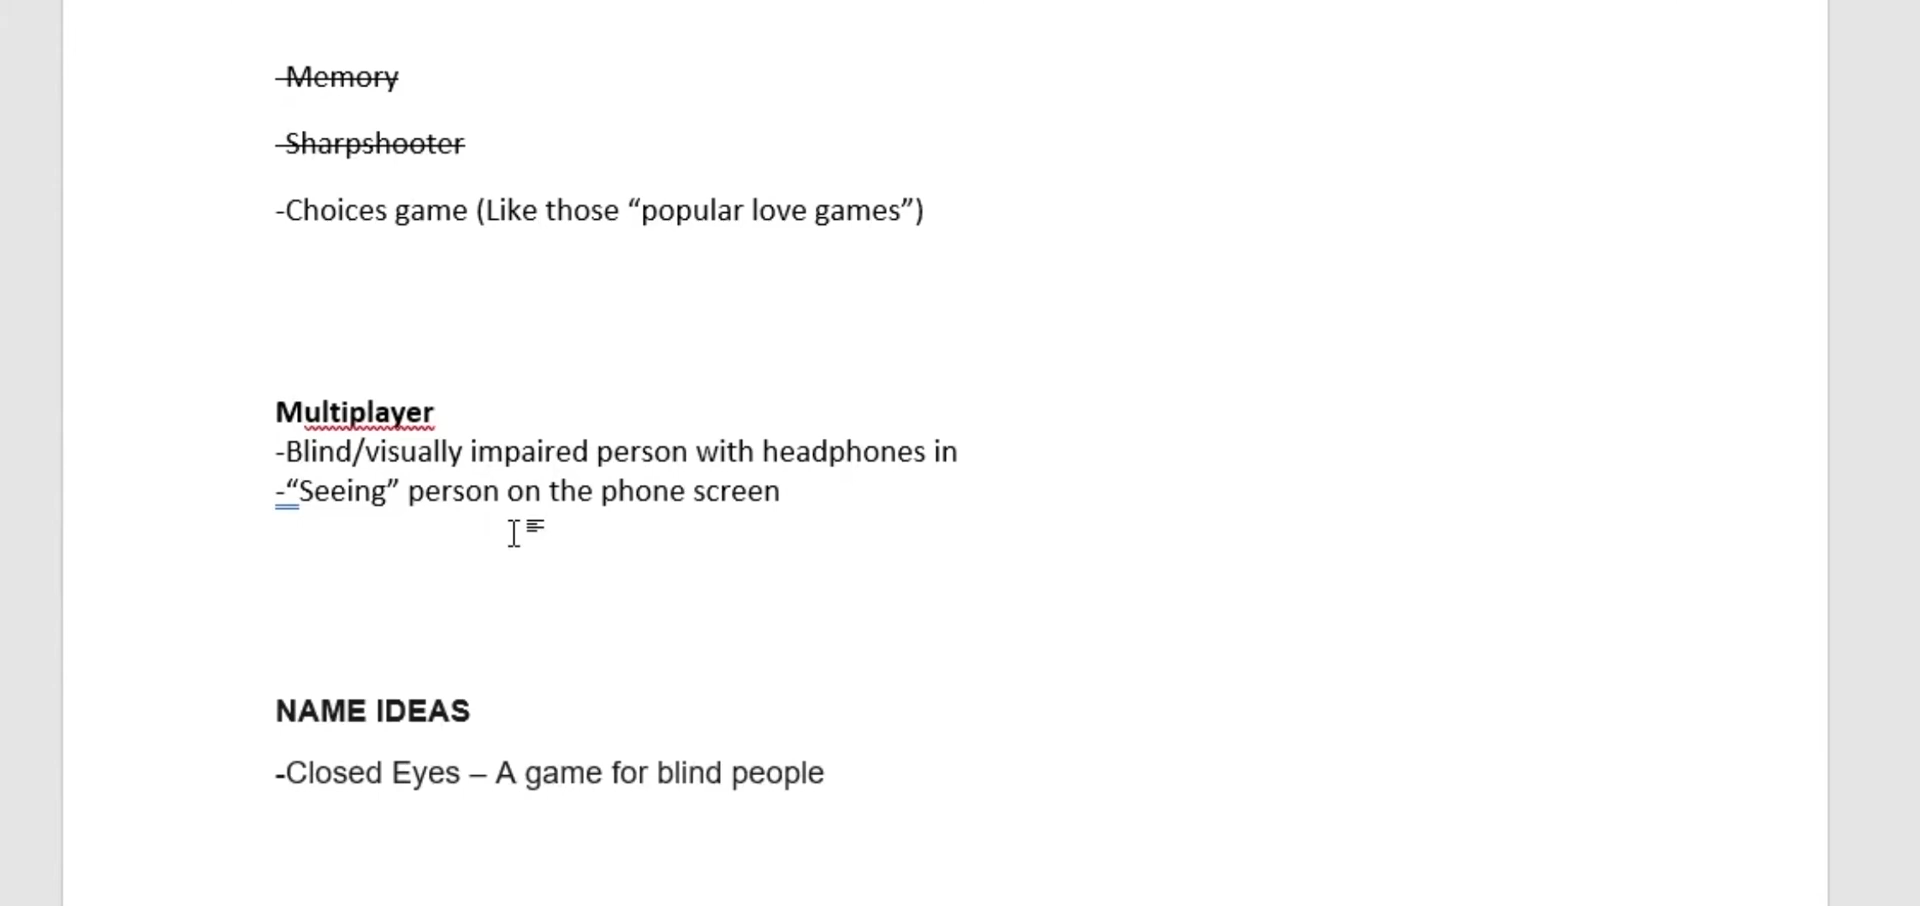 -Memory
-Sharpshooter
-Choices game (Like those “popular love games”)
Multiplayer
-Blind/visually impaired person with headphones in
-“Seeing” person on the phone screen
NAME IDEAS
-Closed Eyes – A game for blind people